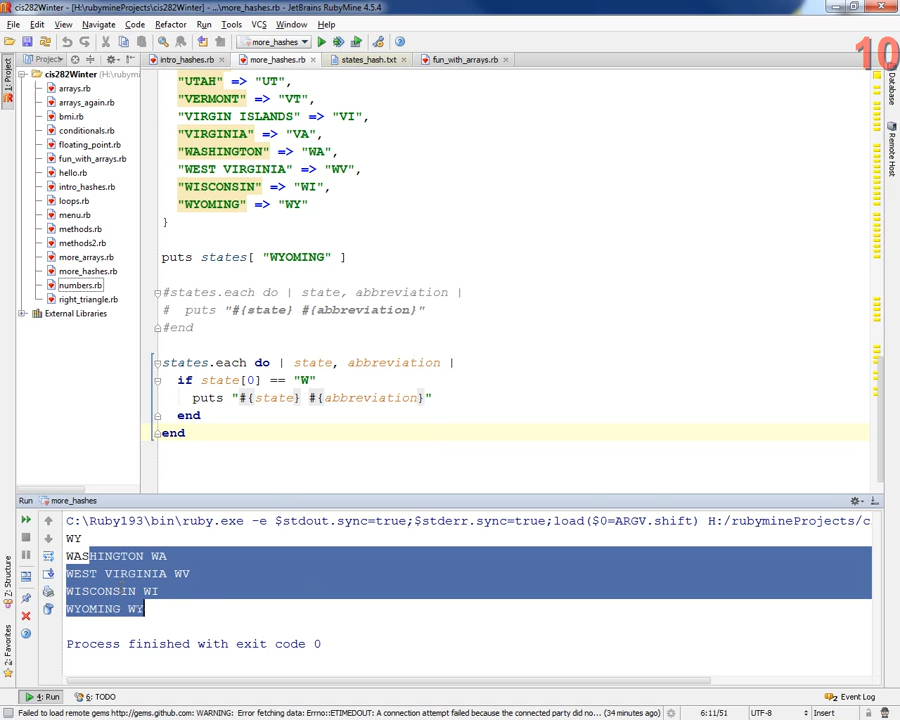 cis282Winter - [H:\rubymineProjects\cis282Winter] - ...\more_hashes.rb - JetBrains RubyMine 4.5.4
File Edit View Navigate Code Refactor Run Tools VCS Window Help
more_hashes
10
Project
intro_hashes.rb
more_hashes.rb
states_hash.txt
fun_with_arrays.rb
1: Project
Database
Remote Host
cis282Winter (H:\rubymi
arrays.rb
arrays_again.rb
bmi.rb
conditionals.rb
floating_point.rb
fun_with_arrays.rb
hello.rb
intro_hashes.rb
loops.rb
menu.rb
methods.rb
methods2.rb
more_arrays.rb
more_hashes.rb
numbers.rb
right_triangle.rb
External Libraries
"UTAH" => "UT",
"VERMONT" => "VT",
"VIRGIN ISLANDS" => "VI",
"VIRGINIA" => "VA",
"WASHINGTON" => "WA",
"WEST VIRGINIA" => "WV",
"WISCONSIN" => "WI",
"WYOMING" => "WY"
}
puts states[ "WYOMING" ]
#states.each do | state, abbreviation |
#  puts "#{state} #{abbreviation}"
#end
states.each do | state, abbreviation |
if state[0] == "W"
puts "#{state} #{abbreviation}"
end
end
Run more_hashes
C:\Ruby193\bin\ruby.exe -e $stdout.sync=true;$stderr.sync=true;load($0=ARGV.shift) H:/rubymineProjects/c
WY
WASHINGTON WA
WEST VIRGINIA WV
WISCONSIN WI
WYOMING WY
Process finished with exit code 0
7: Structure
2: Favorites
4: Run
6: TODO
Event Log
Failed to load remote gems http://gems.github.com: WARNING: Error fetching data: Errno::ETIMEDOUT: A connection attempt failed because the connected party did no... (34 minutes ago)
6:11/51
UTF-8
Insert